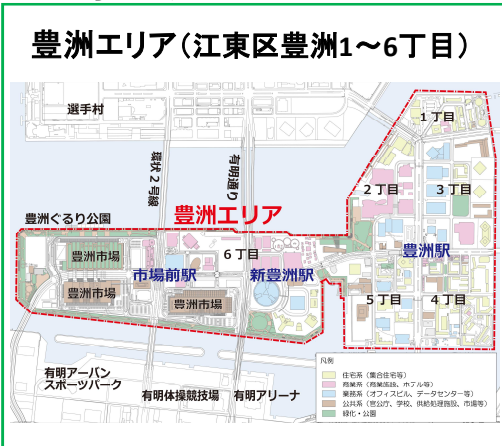 豊洲エリア(江東区豊洲1~6丁目)
選手村
環状2号線
有明通り
1丁目
2丁目
3丁目
豊洲ぐるり公園
豊洲エリア
豊洲市場
市場前駅
6丁目
新豊洲駅
豊洲駅
豊洲市場
豊洲市場
5丁目
4丁目
有明アーバン
スポーツパーク
有明体操競技場
有明アリーナ
凡例
住宅系(集合住宅等)
商業系(商業施設、ホテル等)
業務系(オフィスビル、データセンター等)
公共系(官公庁、学校、供給処理施設、市場等)
緑化・公園